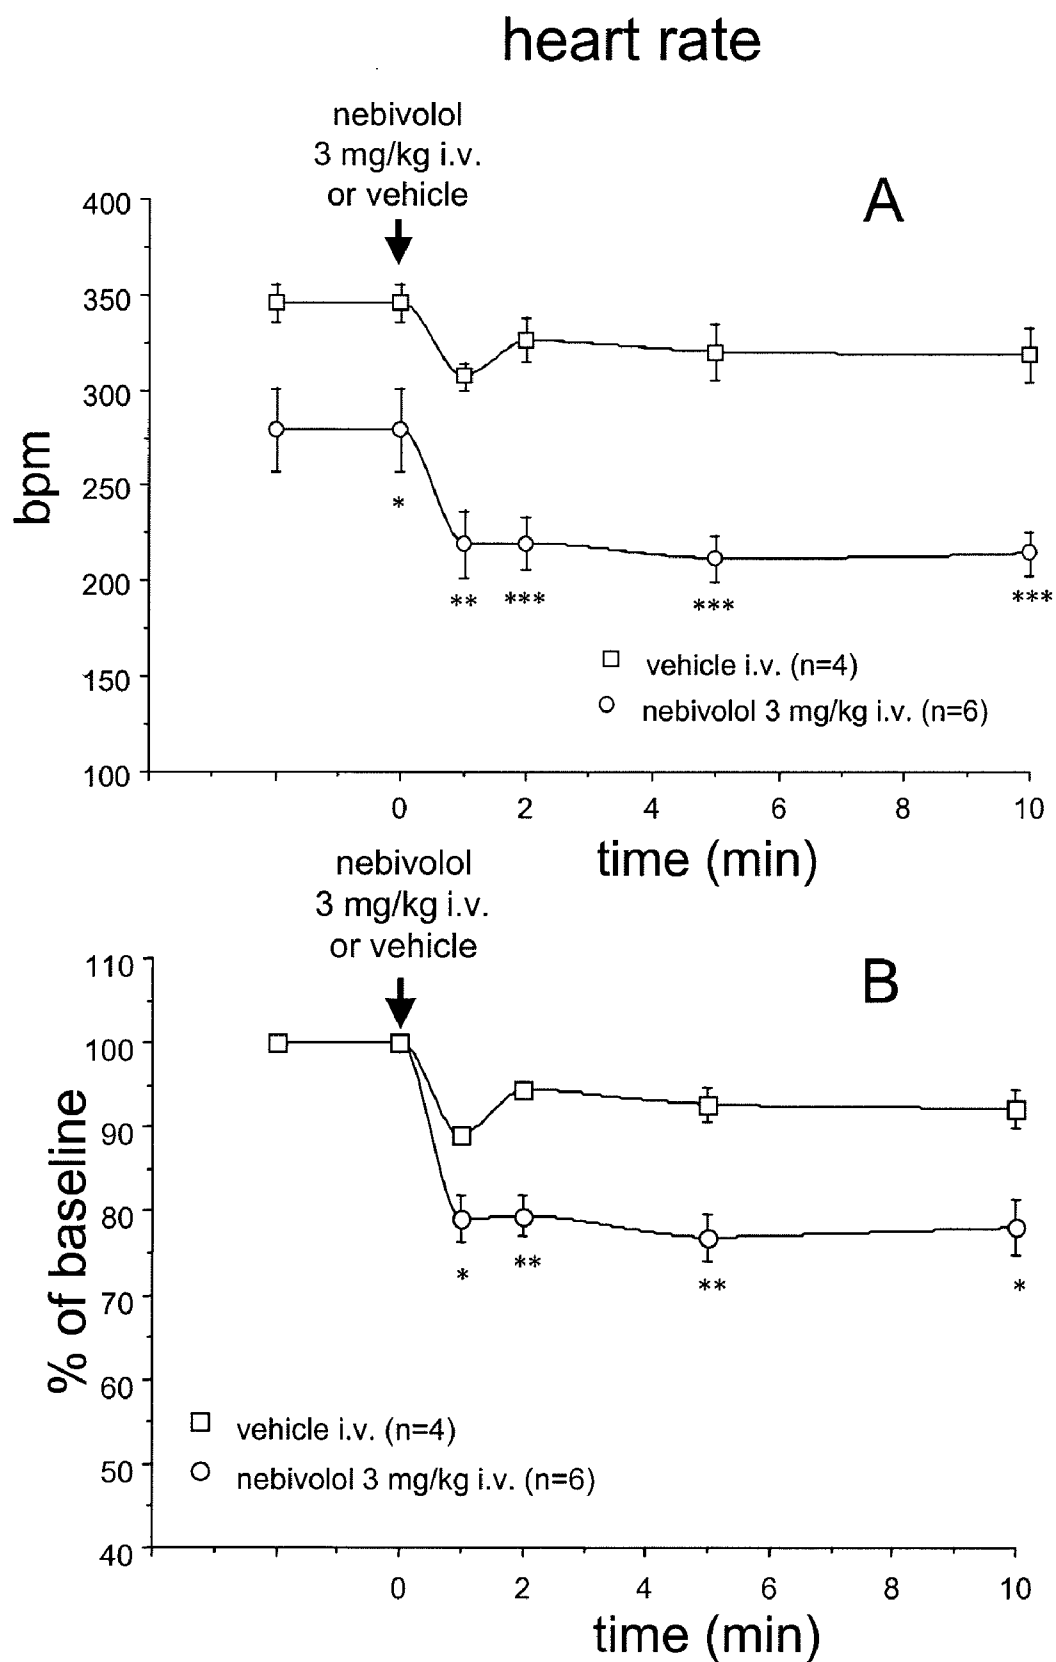 heart rate
nebivolol
3 mg/kg i.v.
or vehicle
A
400
350
300
250
200
150
100
bpm
*
**
***
***
***
vehicle i.v. (n=4)
nebivolol 3 mg/kg i.v. (n=6)
0 2 4 6 8 10
time (min)
nebivolol
3 mg/kg i.v.
or vehicle
B
110
100
90
80
70
60
50
40
% of baseline
*
**
**
*
vehicle i.v. (n=4)
nebivolol 3 mg/kg i.v. (n=6)
0 2 4 6 8 10
time (min)